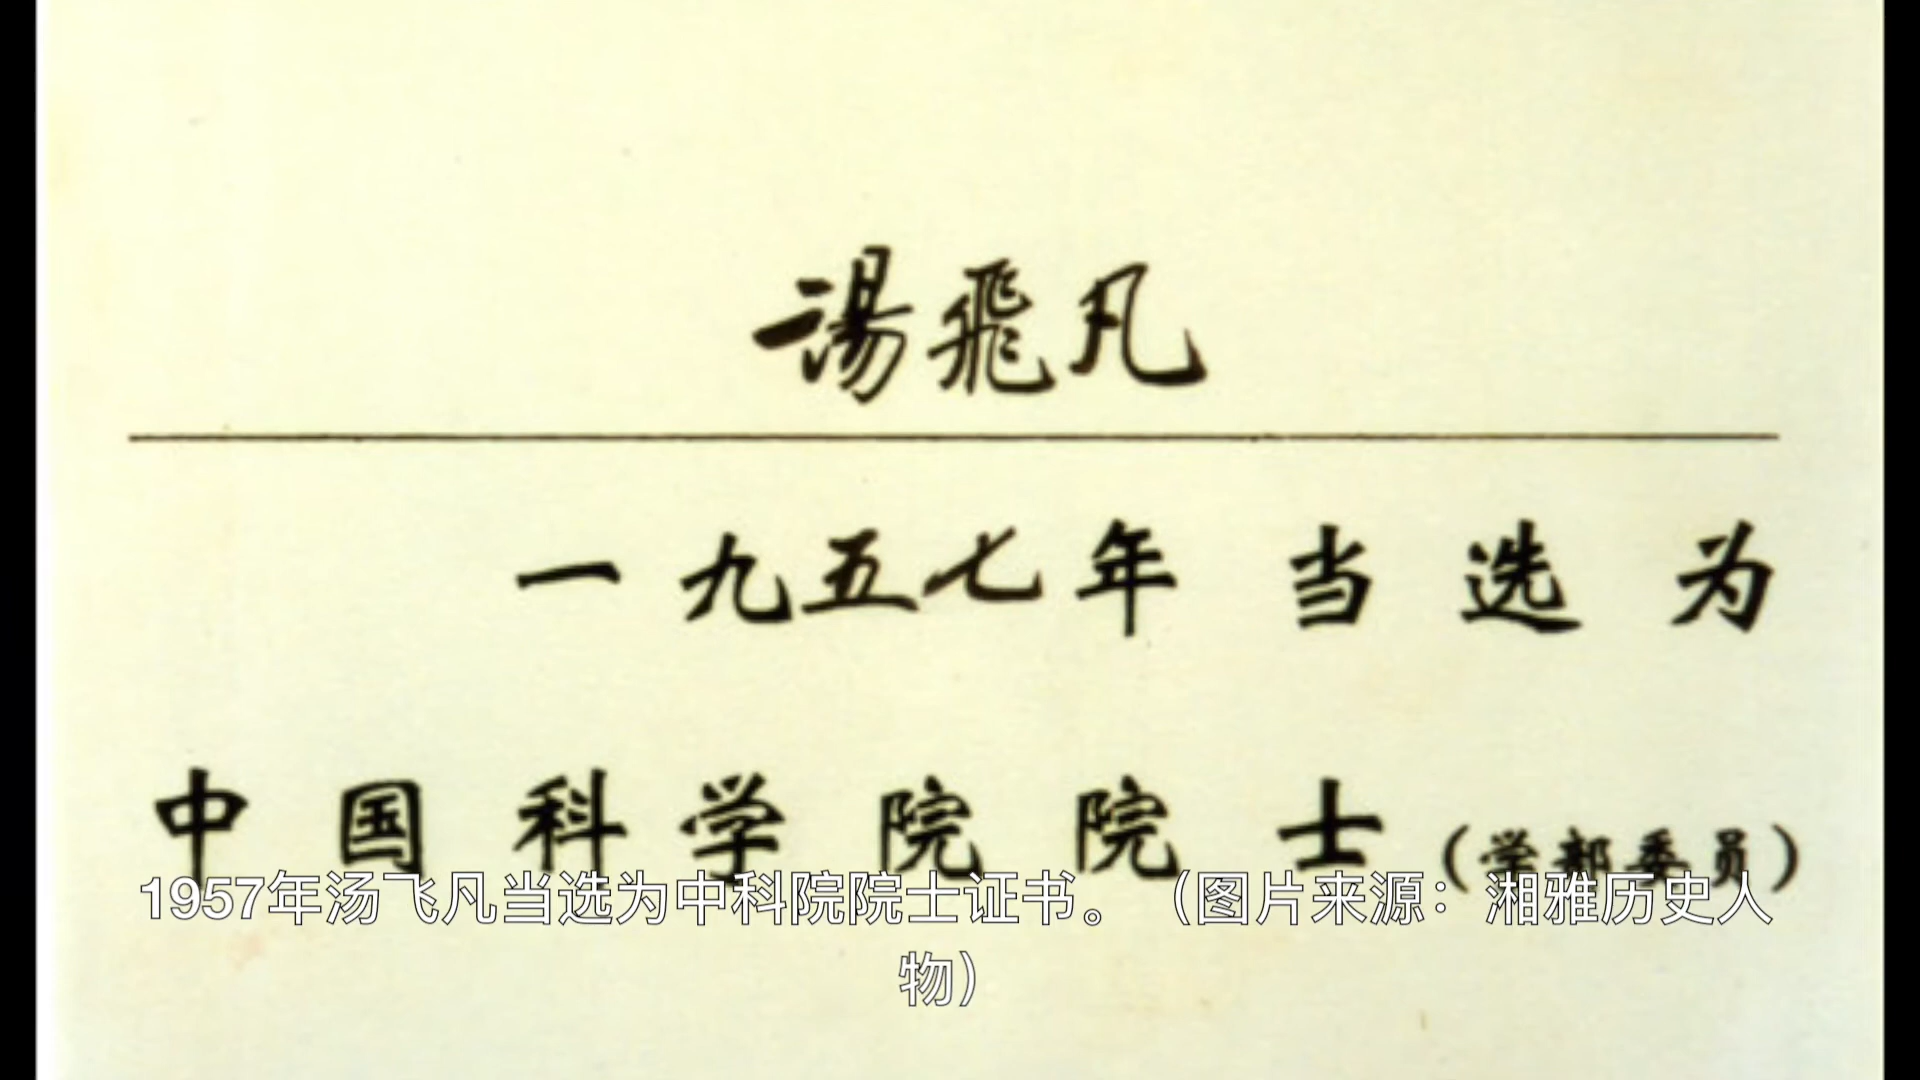 湯飛凡
一九五七年 当选为
中国科学院院士（学部委员）
1957年汤飞凡当选为中科院院士证书。（图片来源：湘雅历史人
物）